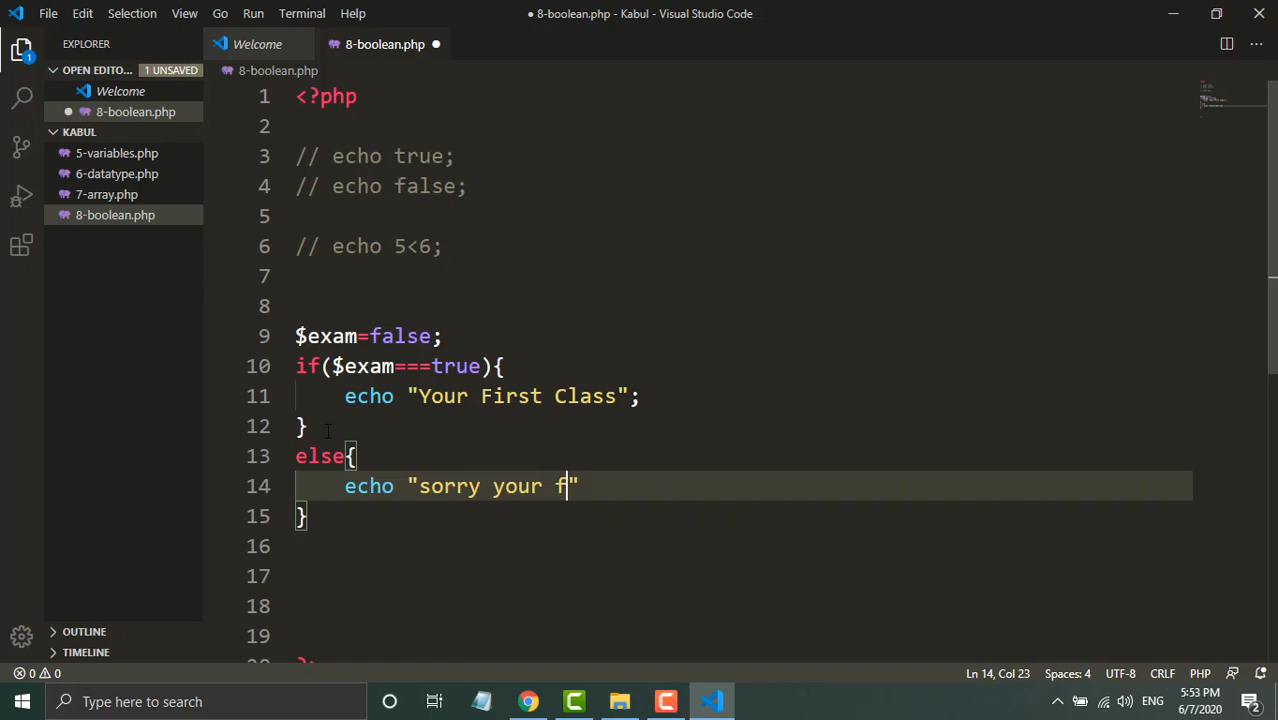 File Edit Selection View Go Run Terminal Help
● 8-boolean.php - Kabul - Visual Studio Code
EXPLORER
Welcome
8-boolean.php
OPEN EDITO... 1 UNSAVED
8-boolean.php
Welcome
8-boolean.php
KABUL
5-variables.php
6-datatype.php
7-array.php
8-boolean.php
1 <?php
2
3 // echo true;
4 // echo false;
5
6 // echo 5<6;
7
8
9 $exam=false;
10 if($exam===true){
11 echo "Your First Class";
12 }
13 else{
14 echo "sorry your f"
15 }
16
17
18
19
OUTLINE
TIMELINE
0 0
Ln 14, Col 23 Spaces: 4 UTF-8 CRLF PHP
Type here to search
ENG
5:53 PM
6/7/2020
1
2